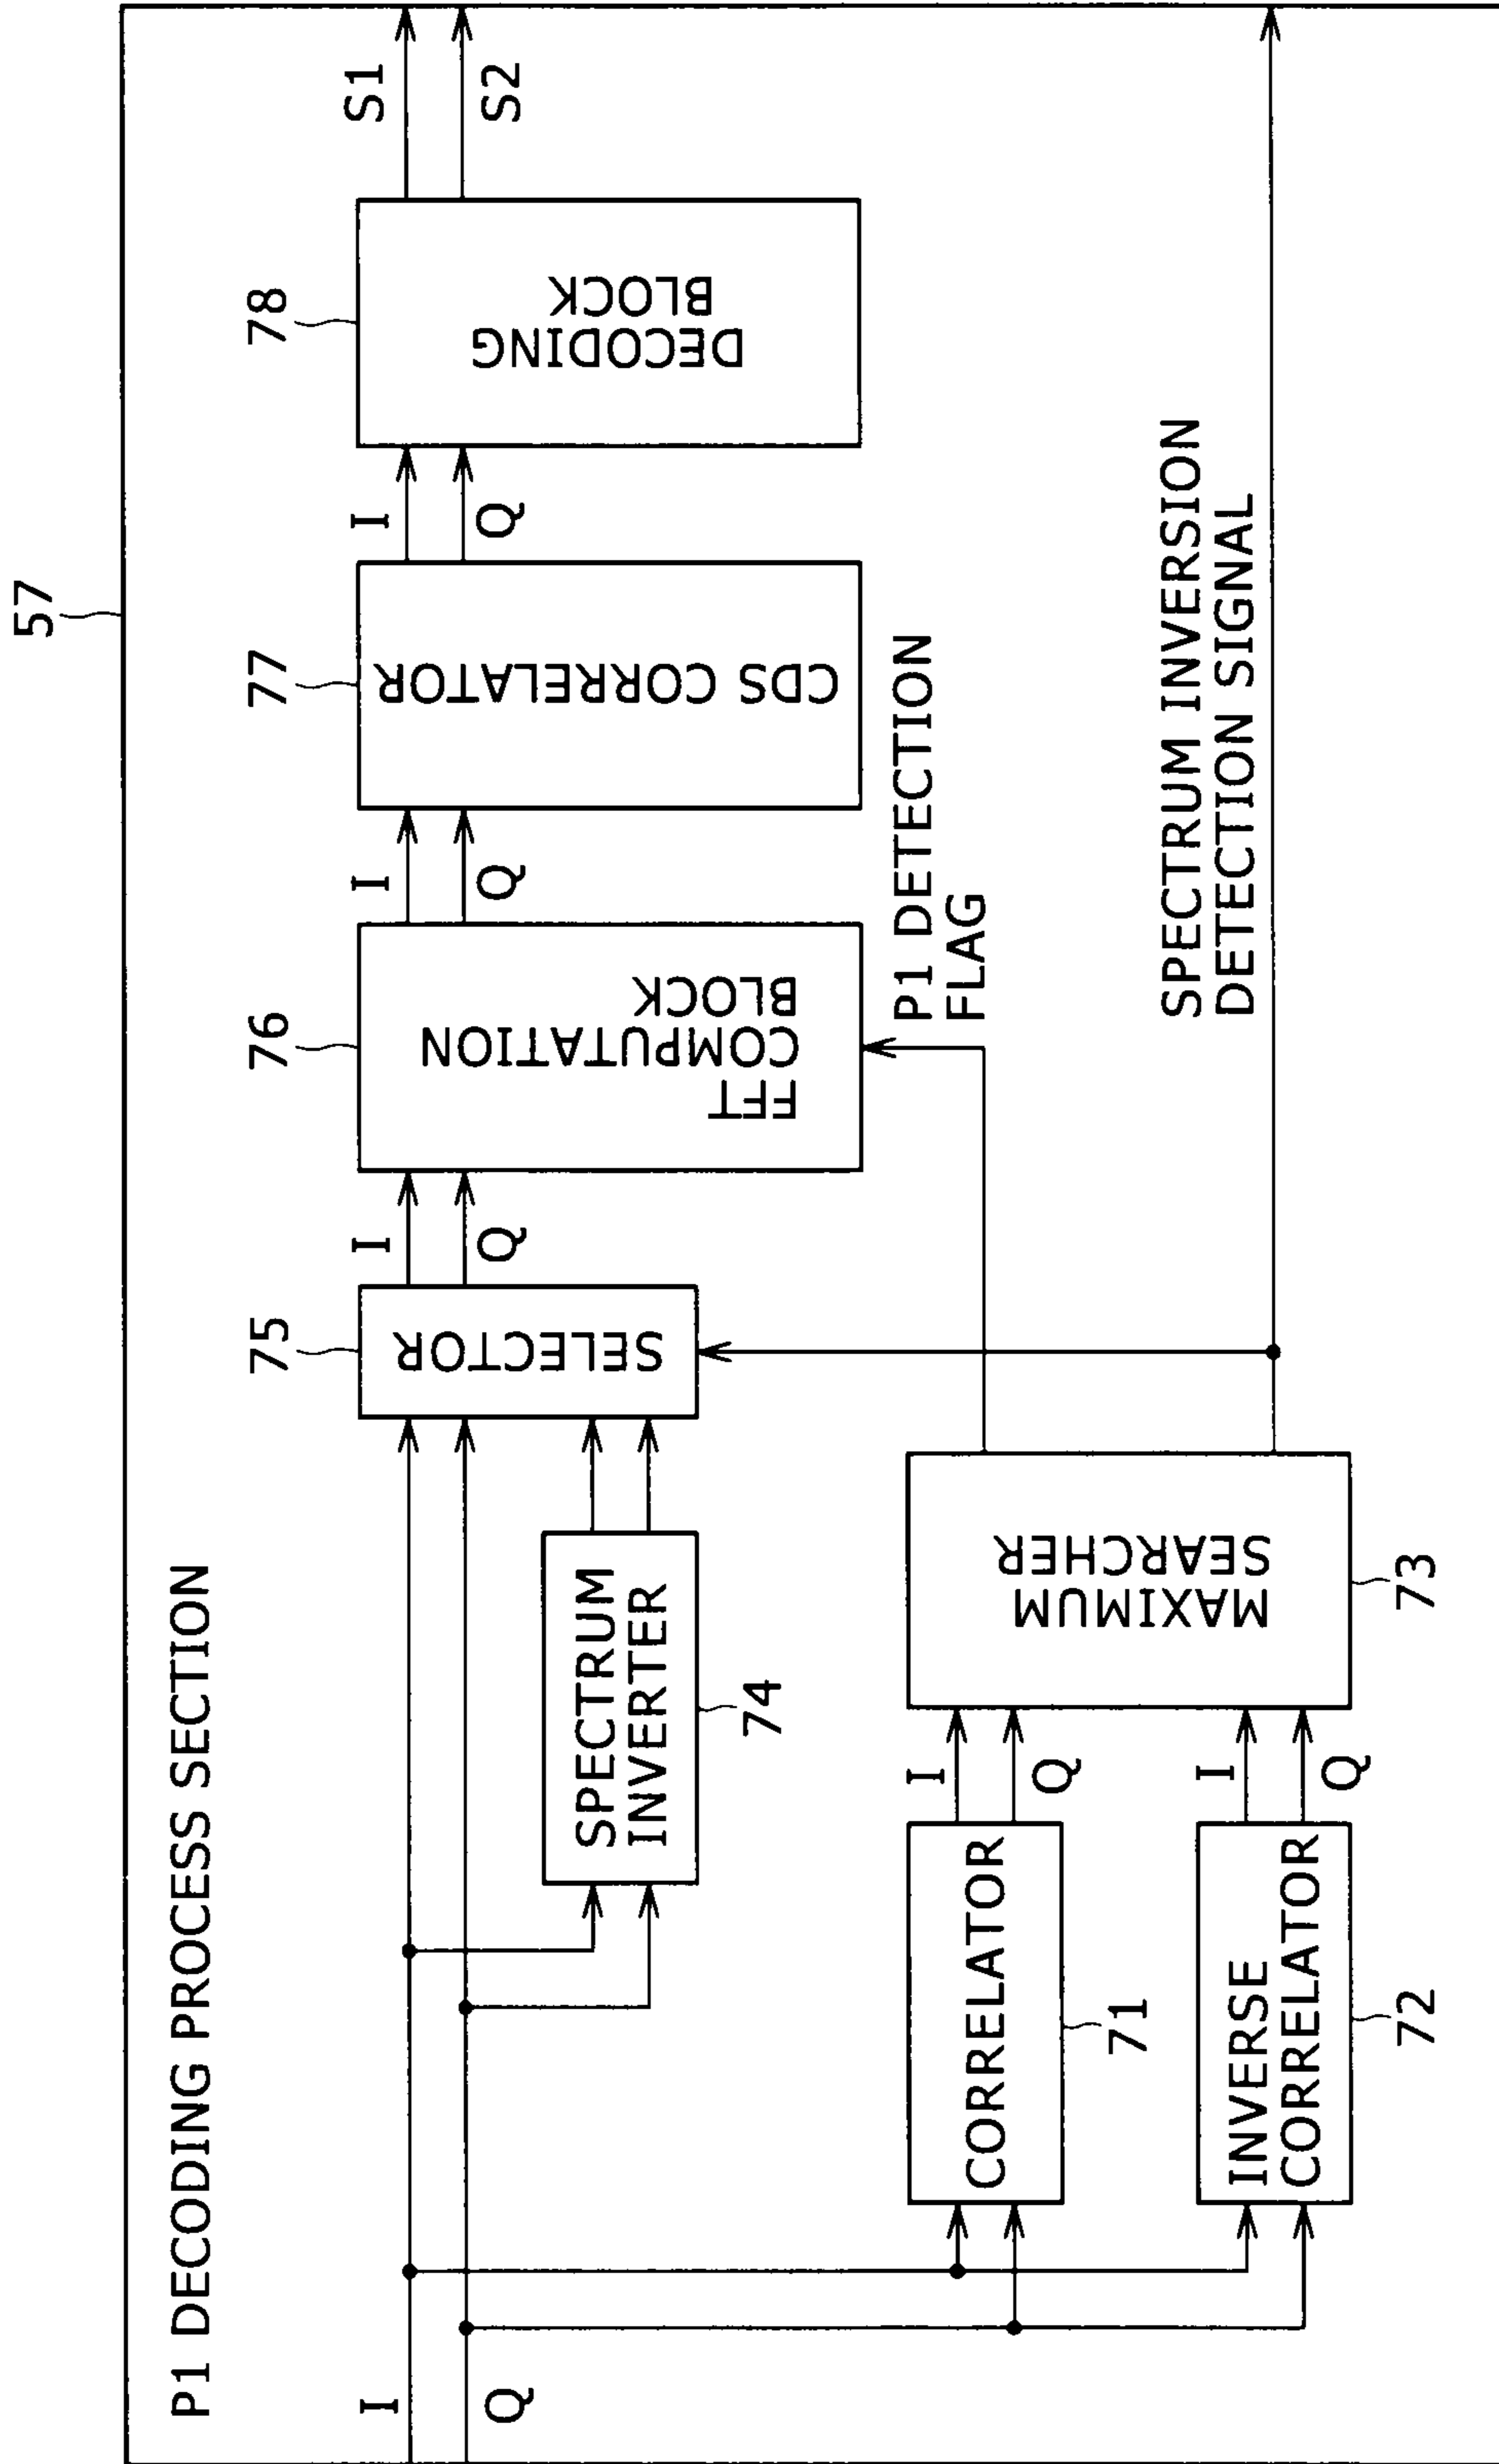 57
P1 DECODING PROCESS SECTION
I
Q
SPECTRUM
INVERTER
74
75
SELECTOR
I
Q
76
FFT
COMPUTATION
BLOCK
I
Q
77
CDS CORRELATOR
I
Q
78
DECODING
BLOCK
S1
S2
P1 DETECTION
FLAG
CORRELATOR
71
I
Q
INVERSE
CORRELATOR
72
I
Q
MAXIMUM
SEARCHER
73
SPECTRUM INVERSION
DETECTION SIGNAL